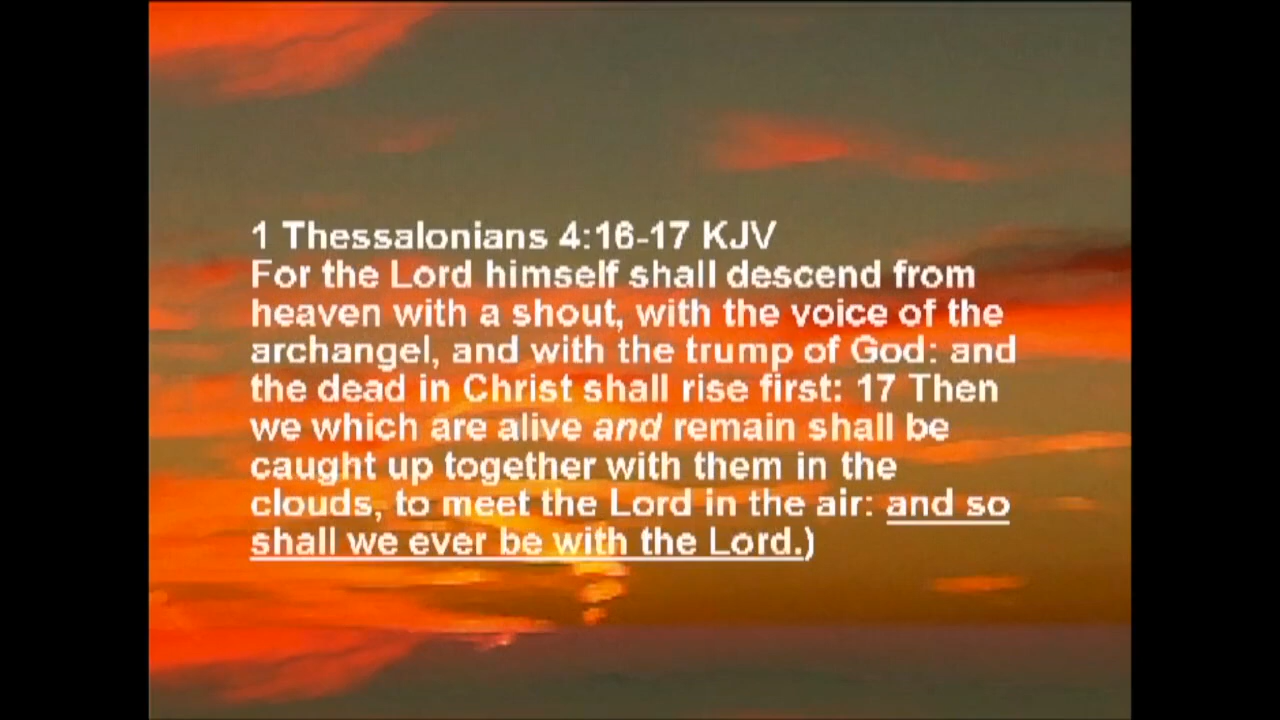 1 Thessalonians 4:16-17 KJV
For the Lord himself shall descend from
heaven with a shout, with the voice of the
archangel, and with the trump of God: and
the dead in Christ shall rise first: 17 Then
we which are alive and remain shall be
caught up together with them in the
clouds, to meet the Lord in the air: and so
shall we ever be with the Lord.)